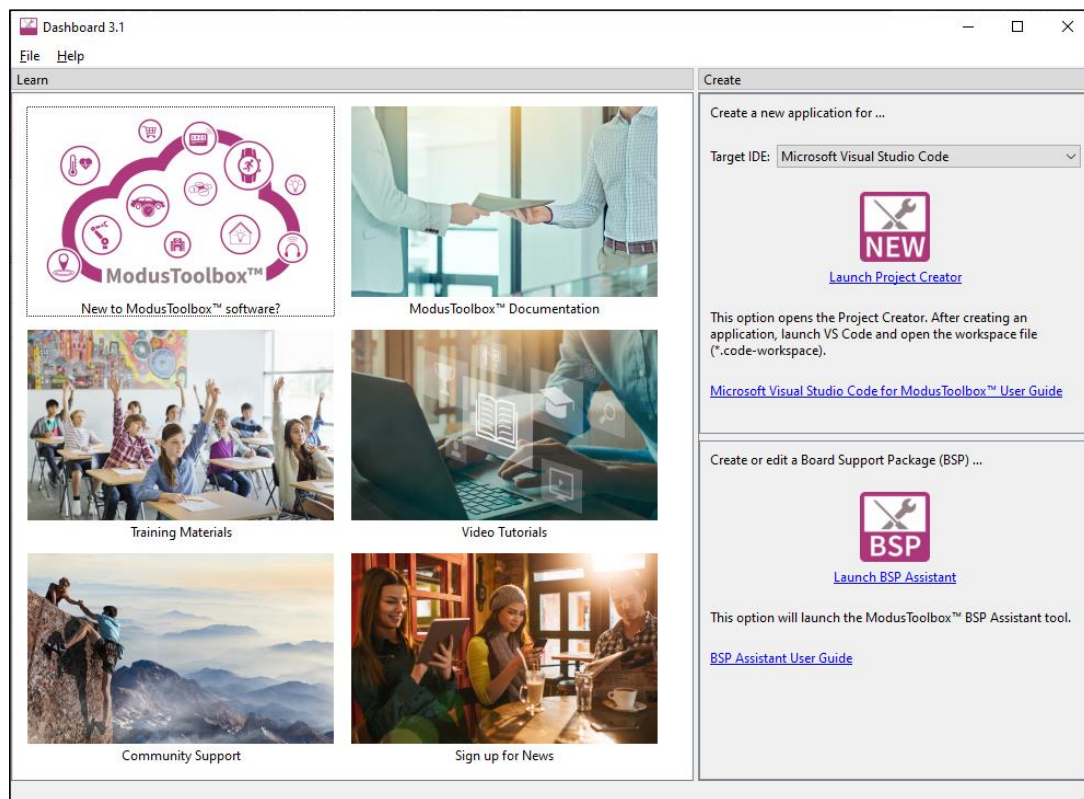 Dashboard 3.1
File Help
Learn
ModusToolbox™
New to ModusToolbox™ software?
ModusToolbox™ Documentation
Training Materials
Video Tutorials
Community Support
Sign up for News
Create
Create a new application for ...
Target IDE: Microsoft Visual Studio Code
NEW
Launch Project Creator
This option opens the Project Creator. After creating an
application, launch VS Code and open the workspace file
(*.code-workspace).
Microsoft Visual Studio Code for ModusToolbox™ User Guide
Create or edit a Board Support Package (BSP) ...
BSP
Launch BSP Assistant
This option will launch the ModusToolbox™ BSP Assistant tool.
BSP Assistant User Guide